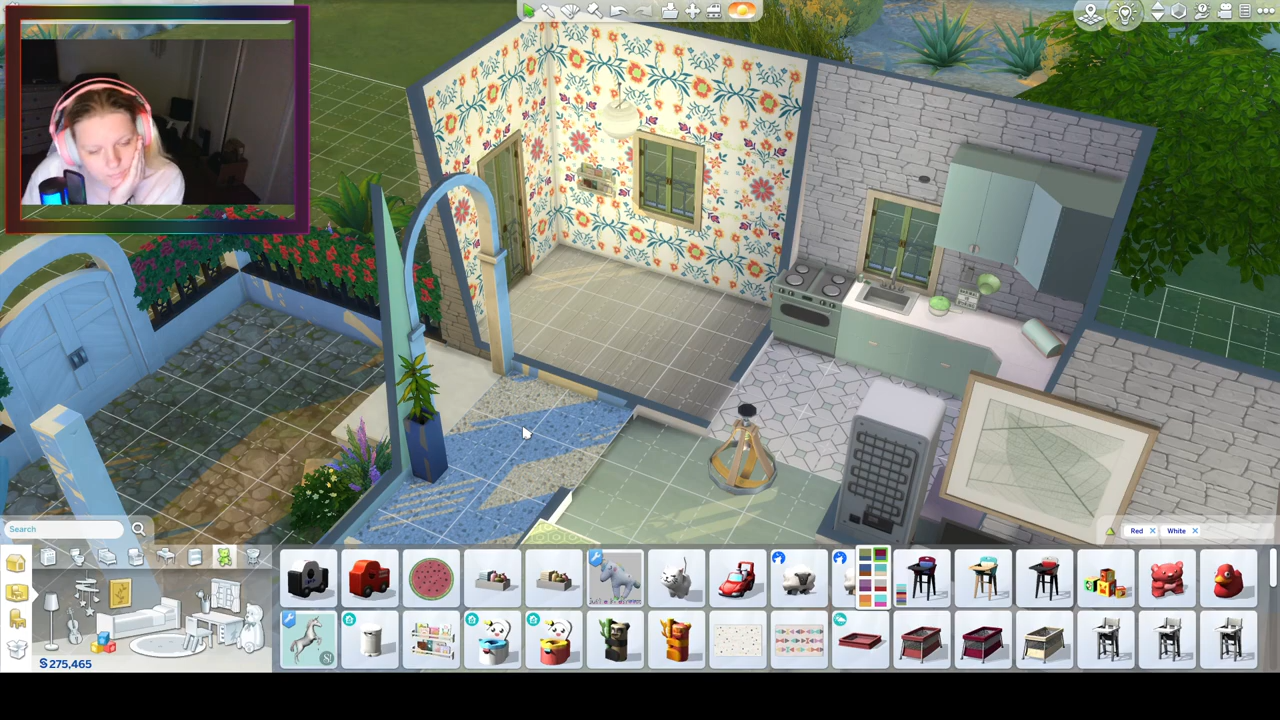 Search
Red ✕ White ✕
§275,465